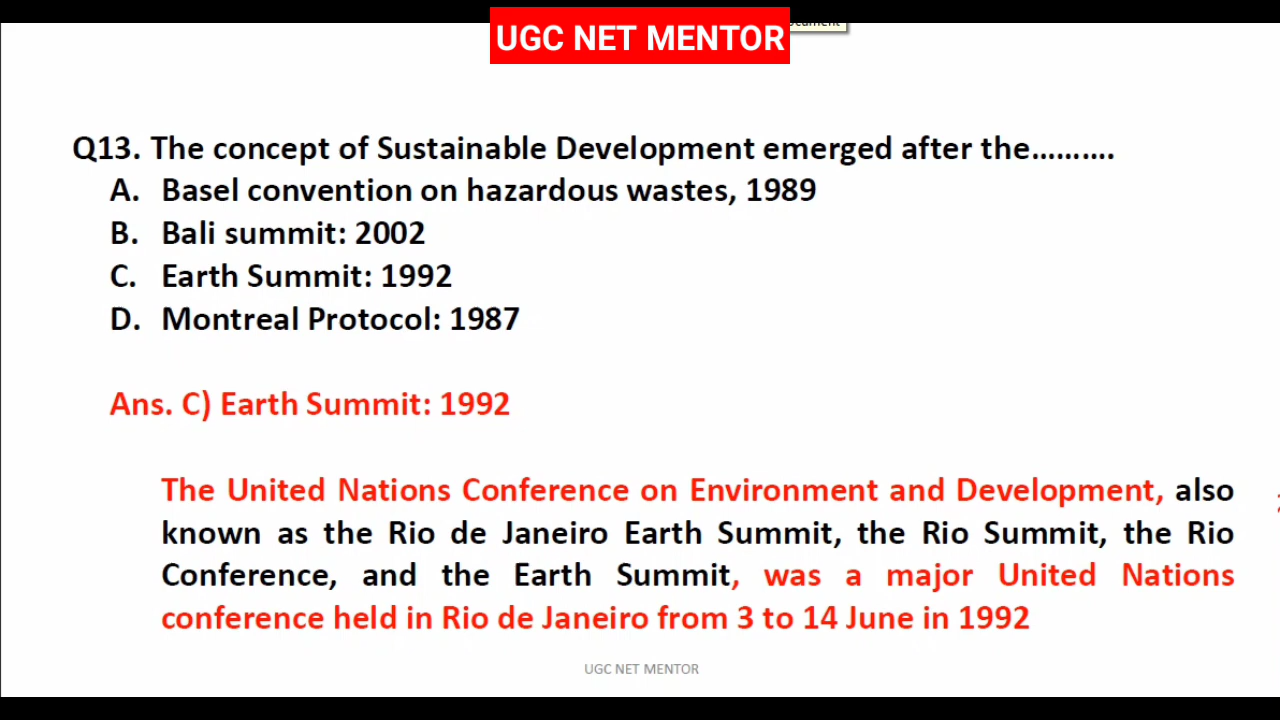 UGC NET MENTOR
Q13. The concept of Sustainable Development emerged after the..........
A. Basel convention on hazardous wastes, 1989
B. Bali summit: 2002
C. Earth Summit: 1992
D. Montreal Protocol: 1987
Ans. C) Earth Summit: 1992
The United Nations Conference on Environment and Development, also
known as the Rio de Janeiro Earth Summit, the Rio Summit, the Rio
Conference, and the Earth Summit, was a major United Nations
conference held in Rio de Janeiro from 3 to 14 June in 1992
UGC NET MENTOR